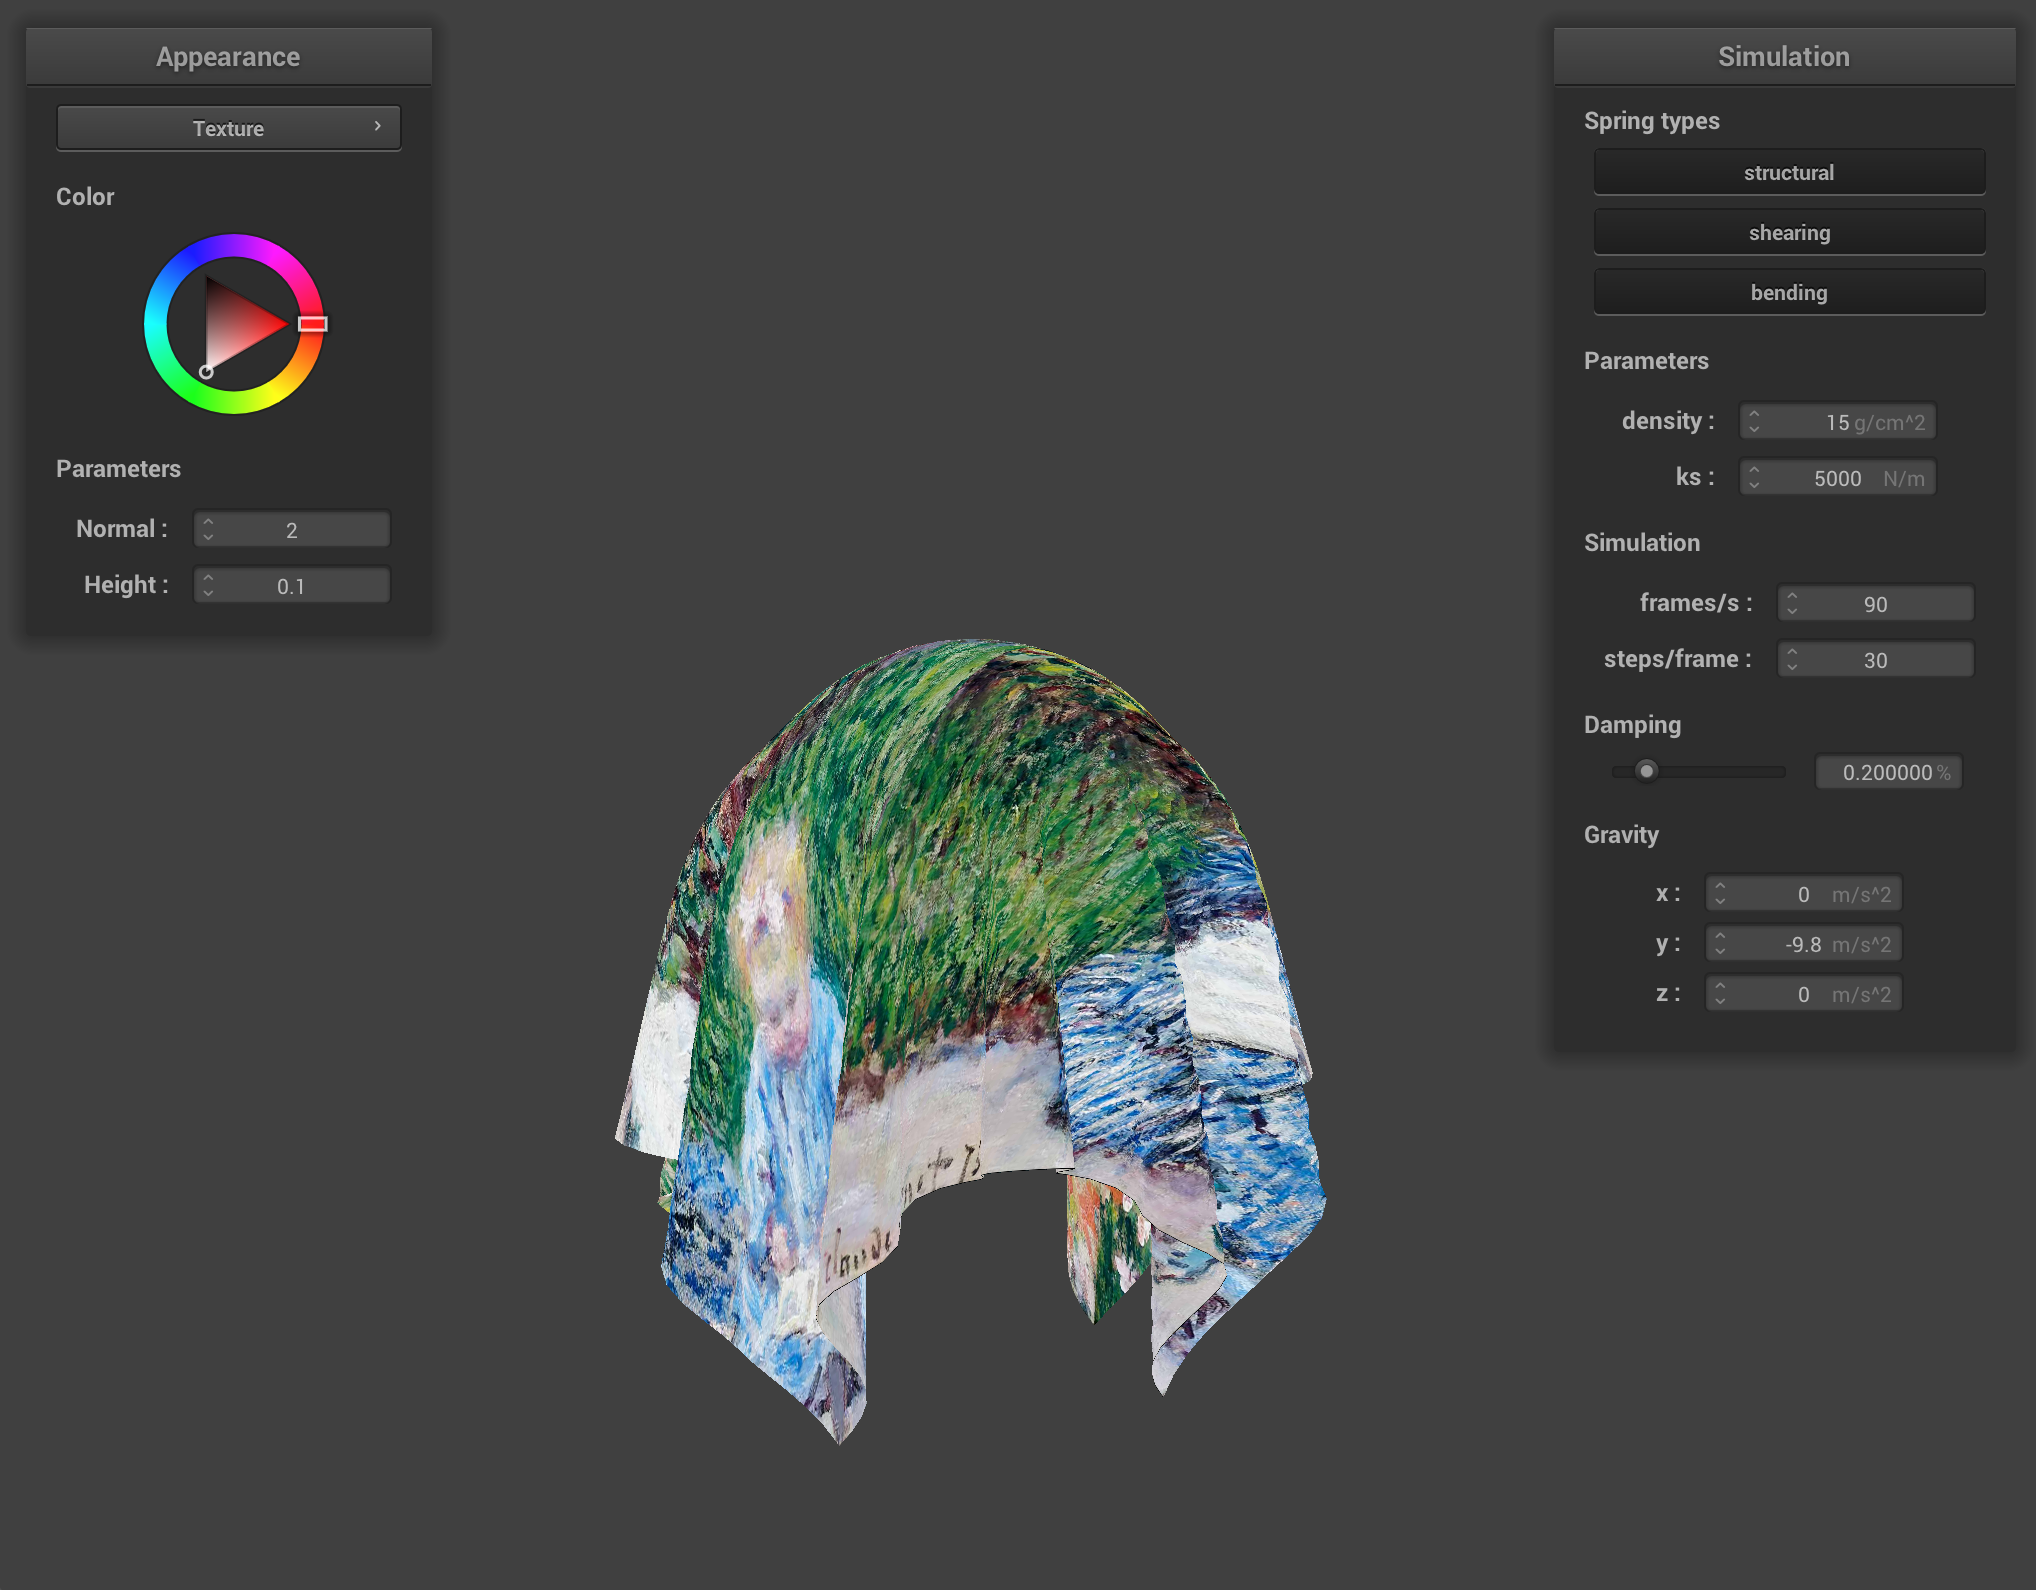 Appearance
Texture
Color
Parameters
Normal :
2
Height :
0.1
Simulation
Spring types
structural
shearing
bending
Parameters
density :
15 g/cm^2
ks :
5000 N/m
Simulation
frames/s :
90
steps/frame :
30
Damping
0.200000 %
Gravity
x :
0 m/s^2
y :
-9.8 m/s^2
z :
0 m/s^2